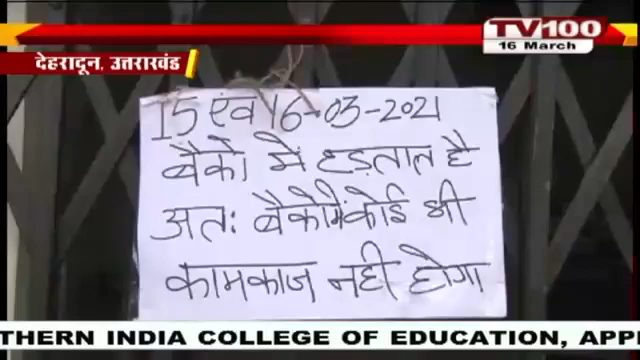 TV100
16 March
देहरादून, उत्तराखंड
15 एंव 16-03-2021
बैंको में हड़ताल है
अतः बैंकोमें कोई भी
कामकाज नही होगा
THERN INDIA COLLEGE OF EDUCATION, APP